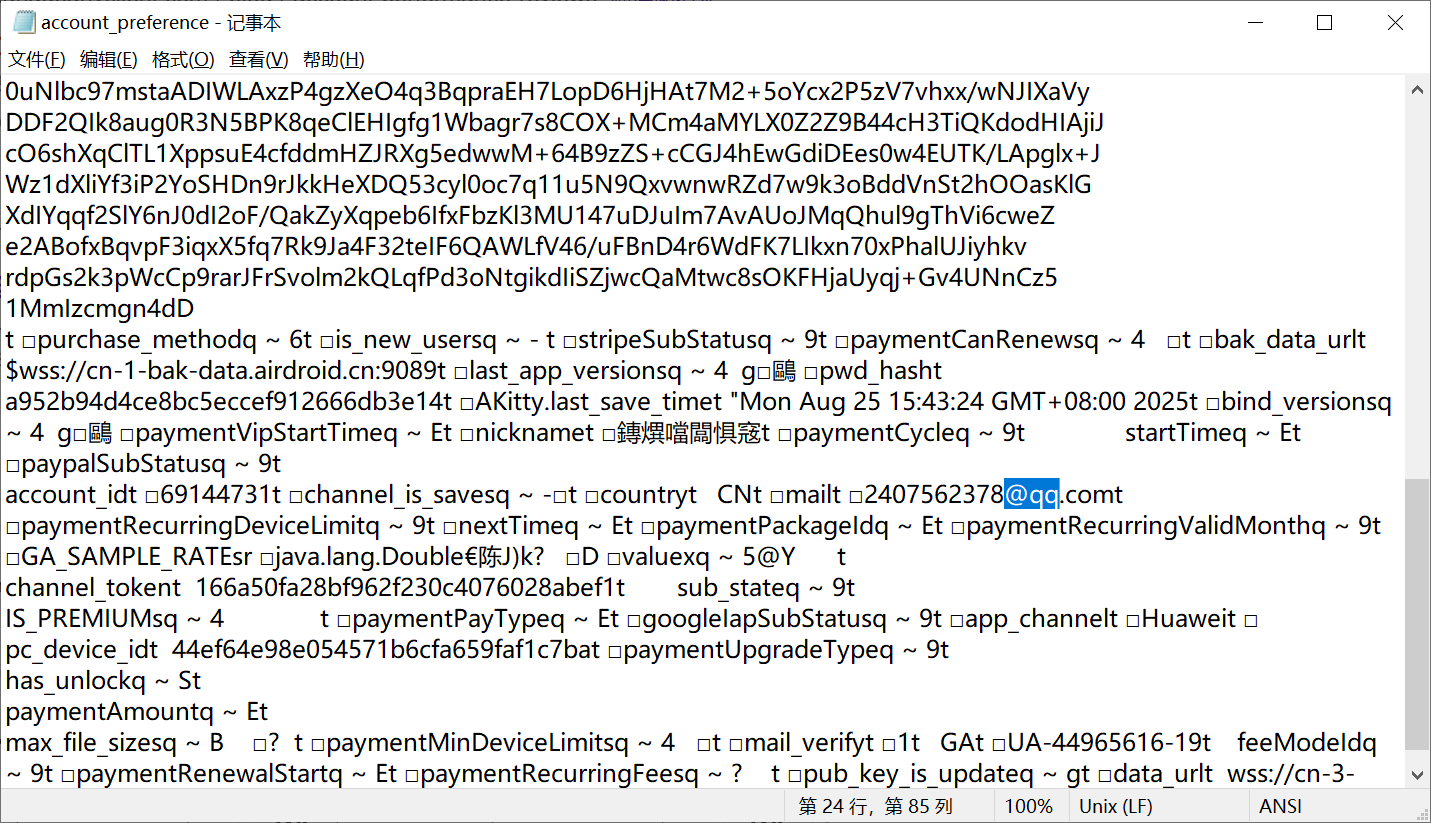 account_preference - 记事本
文件(F) 编辑(E) 格式(O) 查看(V) 帮助(H)
0uNlbc97mstaADIWLAxzP4gzXeO4q3BqpraEH7LopD6HjHAt7M2+5oYcx2P5zV7vhxx/wNJIXaVy
DDF2QIk8aug0R3N5BPK8qeClEHIgfg1Wbagr7s8COX+MCm4aMYLX0Z2Z9B44cH3TiQKdodHIAjiJ
cO6shXqClTL1XppsuE4cfddmHZJRXg5edwwM+64B9zZS+cCGJ4hEwGdiDEes0w4EUTK/LApglx+J
Wz1dXliYf3iP2YoSHDn9rJkkHeXDQ53cyl0oc7q11u5N9QxvwnwRZd7w9k3oBddVnSt2hOOasKlG
XdIYqqf2SlY6nJ0dI2oF/QakZyXqpeb6IfxFbzKl3MU147uDJuIm7AvAUoJMqQhul9gThVi6cweZ
e2ABofxBqvpF3iqxX5fq7Rk9Ja4F32teIF6QAWLfV46/uFBnD4r6WdFK7LIkxn70xPhalUJiyhkv
rdpGs2k3pWcCp9rarJFrSvolm2kQLqfPd3oNtgikdIiSZjwcQaMtwc8sOKFHjaUyqj+Gv4UNnCz5
1MmIzcmgn4dD
t □purchase_methodq ~ 6t □is_new_usersq ~ - t □stripeSubStatusq ~ 9t □paymentCanRenewsq ~ 4 □t □bak_data_urlt
$wss://cn-1-bak-data.airdroid.cn:9089t □last_app_versionsq ~ 4 g□鷗 □pwd_hasht
a952b94d4ce8bc5eccef912666db3e14t □AKitty.last_save_timet "Mon Aug 25 15:43:24 GMT+08:00 2025t □bind_versionsq
~ 4 g□鷗 □paymentVipStartTimeq ~ Et □nicknamet □鏄熼噹闆惧寇t □paymentCycleq ~ 9t startTimeq ~ Et
□paypalSubStatusq ~ 9t
account_idt □69144731t □channel_is_savesq ~ -□t □countryt CNt □mailt □2407562378@qq.comt
□paymentRecurringDeviceLimitq ~ 9t □nextTimeq ~ Et □paymentPackageIdq ~ Et □paymentRecurringValidMonthq ~ 9t
□GA_SAMPLE_RATEsr □java.lang.Double€陈J)k? □D □valuexq ~ 5@Y t
channel_tokent 166a50fa28bf962f230c4076028abef1t sub_stateq ~ 9t
IS_PREMIUMsq ~ 4 t □paymentPayTypeq ~ Et □googleIapSubStatusq ~ 9t □app_channelt □Huaweit □
pc_device_idt 44ef64e98e054571b6cfa659faf1c7bat □paymentUpgradeTypeq ~ 9t
has_unlockq ~ St
paymentAmountq ~ Et
max_file_sizesq ~ B □? t □paymentMinDeviceLimitsq ~ 4 □t □mail_verifyt □1t GAt □UA-44965616-19t feeModeIdq
~ 9t □paymentRenewalStartq ~ Et □paymentRecurringFeesq ~ ? t □pub_key_is_updateq ~ gt □data_urlt wss://cn-3-
第 24 行，第 85 列 100% Unix (LF) ANSI